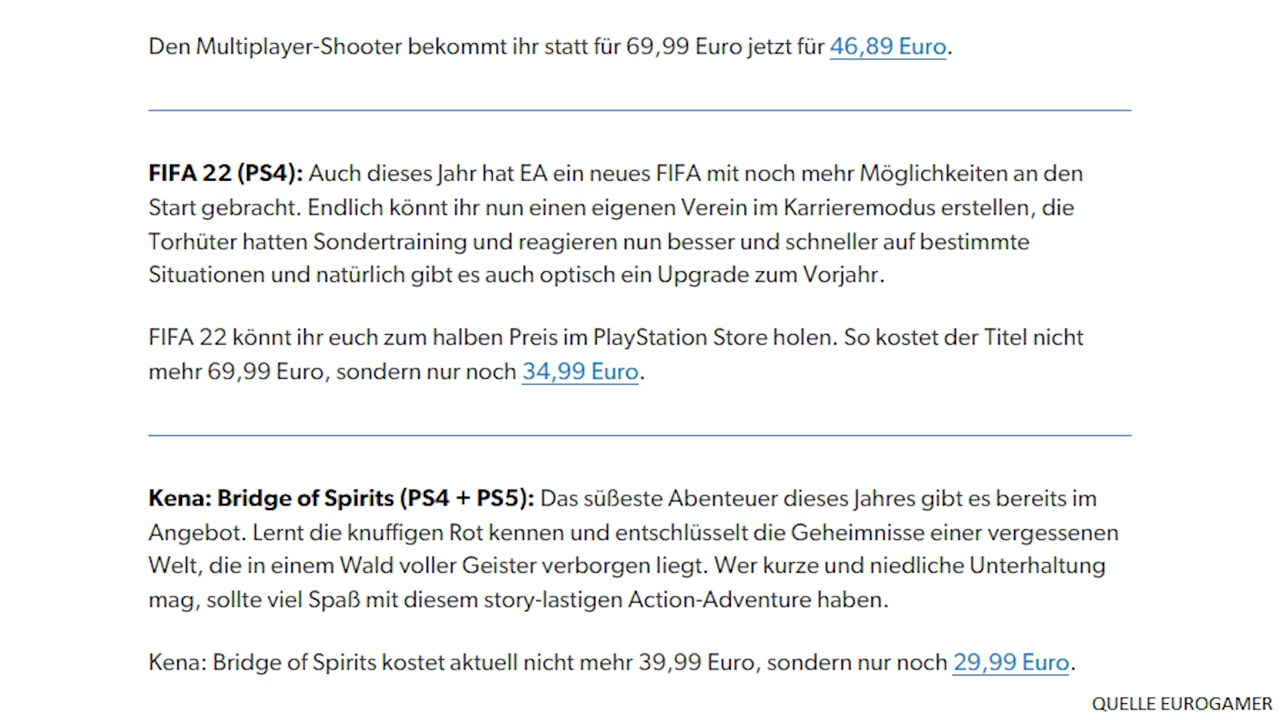 Den Multiplayer-Shooter bekommt ihr statt für 69,99 Euro jetzt für 46,89 Euro.
FIFA 22 (PS4): Auch dieses Jahr hat EA ein neues FIFA mit noch mehr Möglichkeiten an den
Start gebracht. Endlich könnt ihr nun einen eigenen Verein im Karrieremodus erstellen, die
Torhüter hatten Sondertraining und reagieren nun besser und schneller auf bestimmte
Situationen und natürlich gibt es auch optisch ein Upgrade zum Vorjahr.
FIFA 22 könnt ihr euch zum halben Preis im PlayStation Store holen. So kostet der Titel nicht
mehr 69,99 Euro, sondern nur noch 34,99 Euro.
Kena: Bridge of Spirits (PS4 + PS5): Das süßeste Abenteuer dieses Jahres gibt es bereits im
Angebot. Lernt die knuffigen Rot kennen und entschlüsselt die Geheimnisse einer vergessenen
Welt, die in einem Wald voller Geister verborgen liegt. Wer kurze und niedliche Unterhaltung
mag, sollte viel Spaß mit diesem story-lastigen Action-Adventure haben.
Kena: Bridge of Spirits kostet aktuell nicht mehr 39,99 Euro, sondern nur noch 29,99 Euro.
QUELLE EUROGAMER